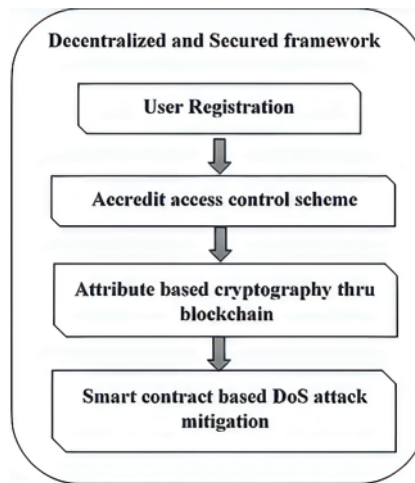 Decentralized and Secured framework
User Registration
Accredit access control scheme
Attribute based cryptography thru
blockchain
Smart contract based DoS attack
mitigation